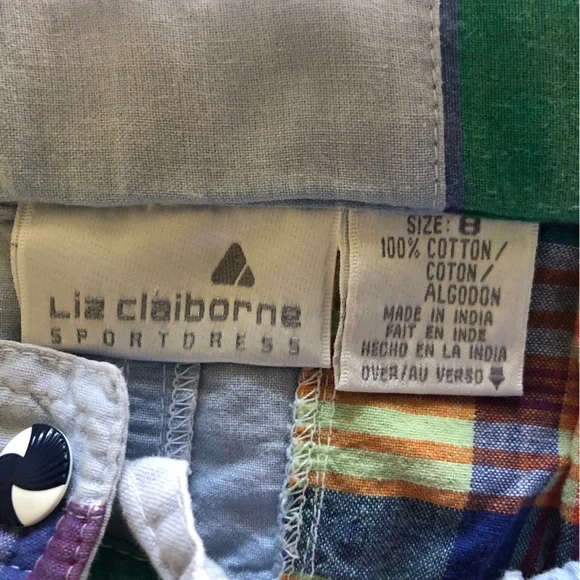 Liz claiborne
SPORTDRESS
SIZE: 8
100% COTTON/
COTON/
ALGODON
MADE IN INDIA
FAIT EN INDE
HECHO EN LA INDIA
OVER/AU VERSO